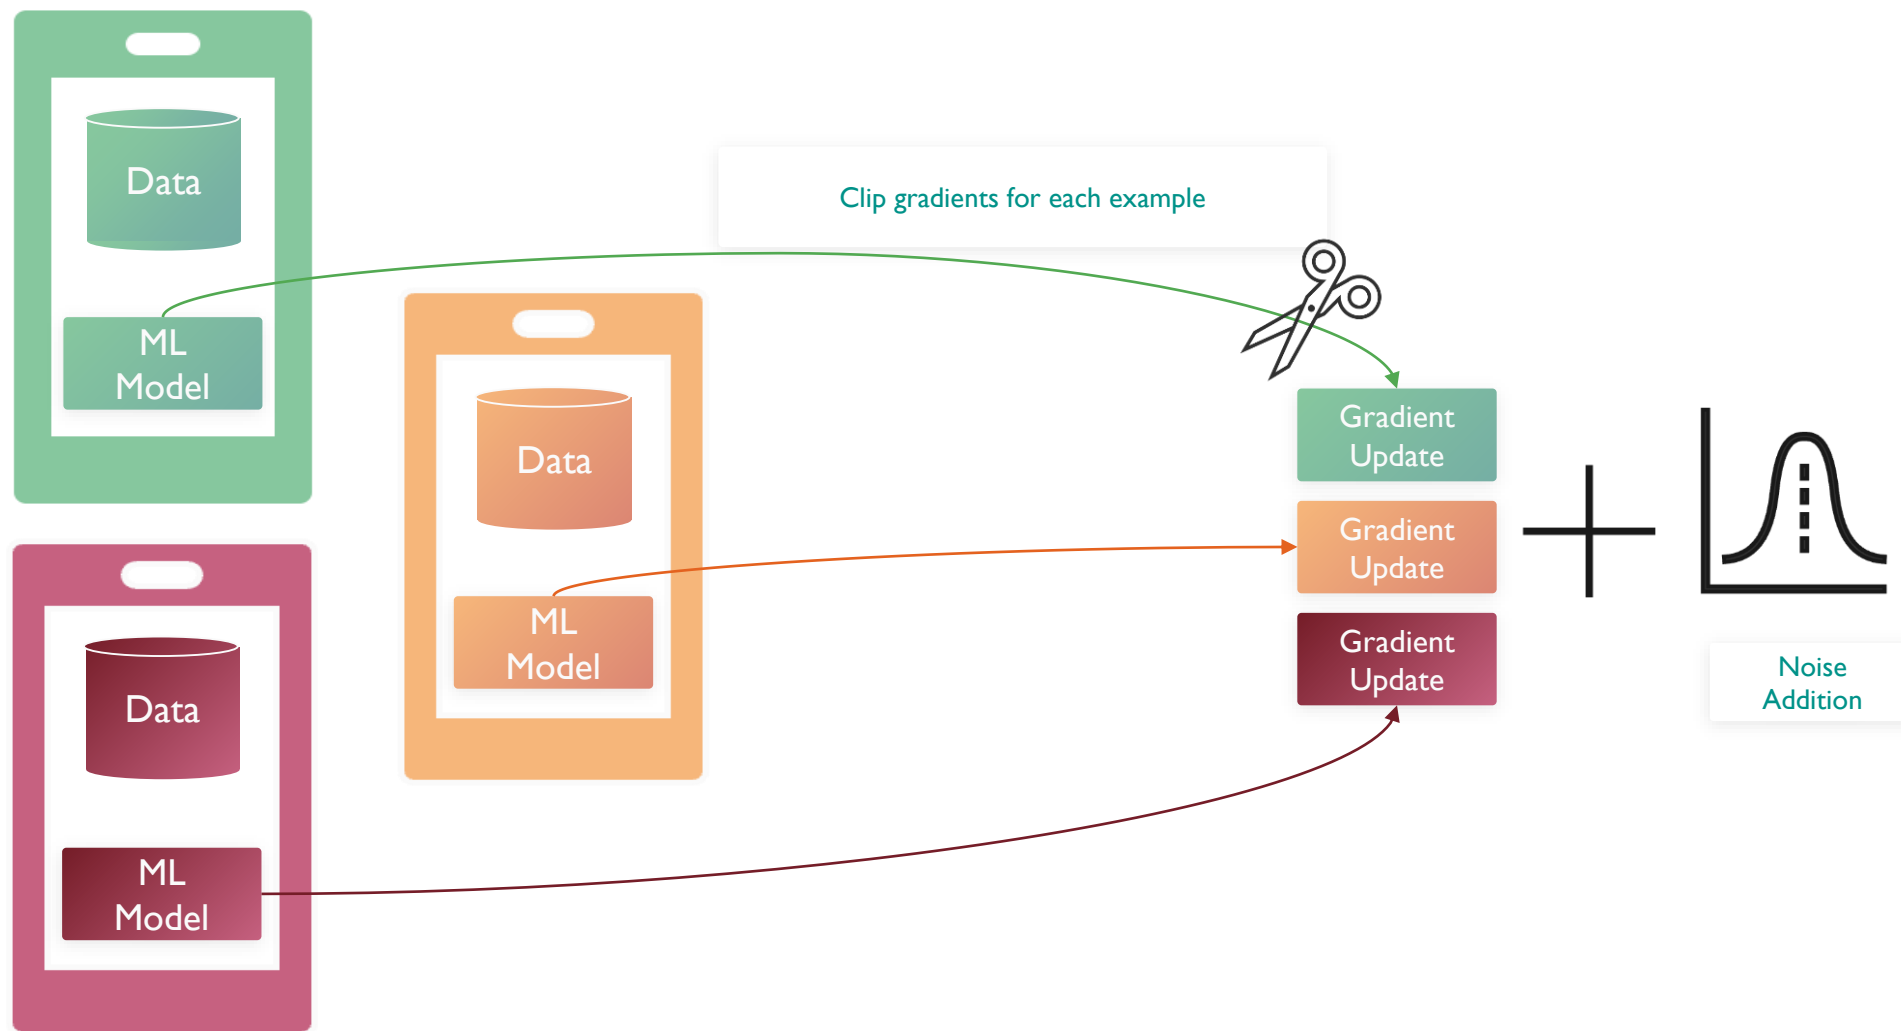 Data
ML
Model
Clip gradients for each example
Data
ML
Model
Data
ML
Model
Gradient
Update
Gradient
Update
Gradient
Update
Noise
Addition